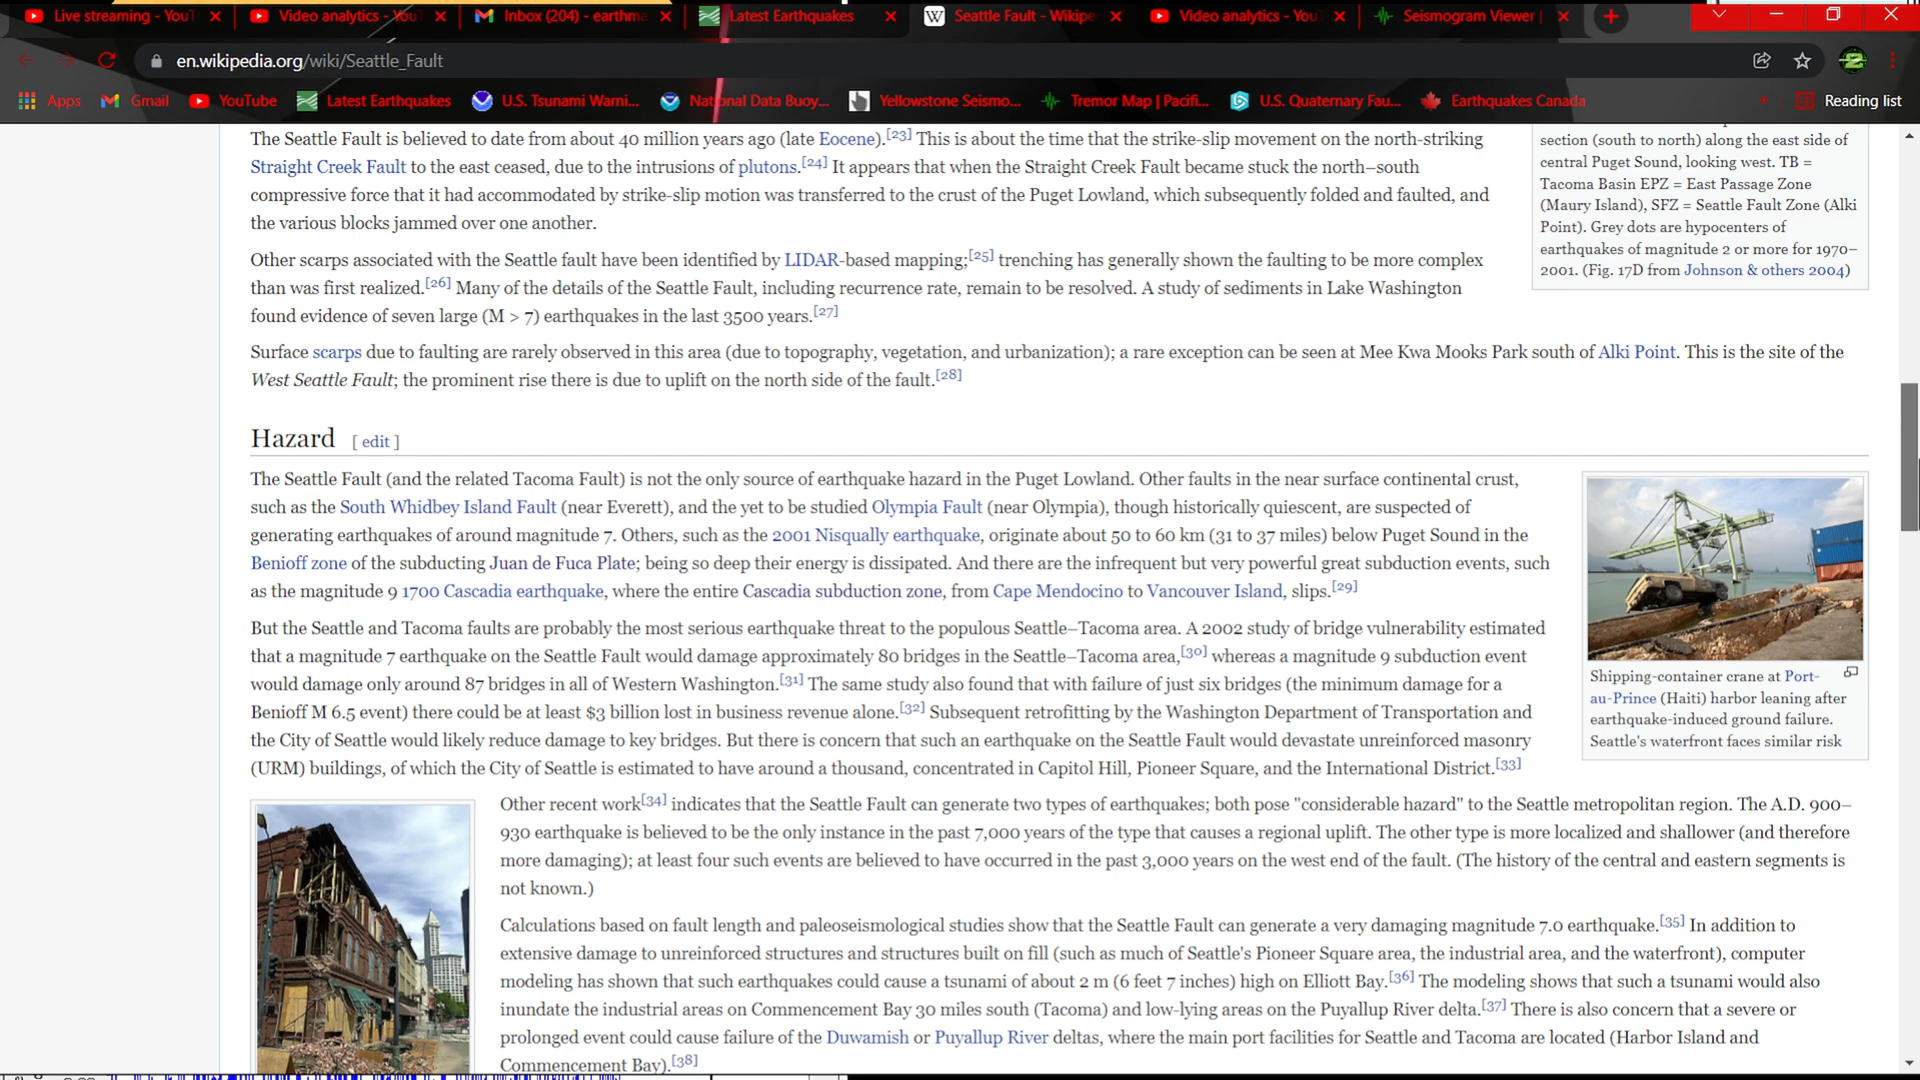 Live streaming - YouT
Video analytics - YouT
Inbox (204) - earthma
Latest Earthquakes
Seattle Fault - Wikipe
Video analytics - YouT
Seismogram Viewer |
en.wikipedia.org/wiki/Seattle_Fault
Apps
Gmail
YouTube
Latest Earthquakes
U.S. Tsunami Warni...
National Data Buoy...
Yellowstone Seismo...
Tremor Map | Pacifi...
U.S. Quaternary Fau...
Earthquakes Canada
Reading list
The Seattle Fault is believed to date from about 40 million years ago (late Eocene).[23] This is about the time that the strike-slip movement on the north-striking
Straight Creek Fault to the east ceased, due to the intrusions of plutons.[24] It appears that when the Straight Creek Fault became stuck the north–south
compressive force that it had accommodated by strike-slip motion was transferred to the crust of the Puget Lowland, which subsequently folded and faulted, and
the various blocks jammed over one another.
section (south to north) along the east side of
central Puget Sound, looking west. TB =
Tacoma Basin EPZ = East Passage Zone
(Maury Island), SFZ = Seattle Fault Zone (Alki
Point). Grey dots are hypocenters of
earthquakes of magnitude 2 or more for 1970–
2001. (Fig. 17D from Johnson & others 2004)
Other scarps associated with the Seattle fault have been identified by LIDAR-based mapping;[25] trenching has generally shown the faulting to be more complex
than was first realized.[26] Many of the details of the Seattle Fault, including recurrence rate, remain to be resolved. A study of sediments in Lake Washington
found evidence of seven large (M > 7) earthquakes in the last 3500 years.[27]
Surface scarps due to faulting are rarely observed in this area (due to topography, vegetation, and urbanization); a rare exception can be seen at Mee Kwa Mooks Park south of Alki Point. This is the site of the
West Seattle Fault; the prominent rise there is due to uplift on the north side of the fault.[28]
Hazard [ edit ]
The Seattle Fault (and the related Tacoma Fault) is not the only source of earthquake hazard in the Puget Lowland. Other faults in the near surface continental crust,
such as the South Whidbey Island Fault (near Everett), and the yet to be studied Olympia Fault (near Olympia), though historically quiescent, are suspected of
generating earthquakes of around magnitude 7. Others, such as the 2001 Nisqually earthquake, originate about 50 to 60 km (31 to 37 miles) below Puget Sound in the
Benioff zone of the subducting Juan de Fuca Plate; being so deep their energy is dissipated. And there are the infrequent but very powerful great subduction events, such
as the magnitude 9 1700 Cascadia earthquake, where the entire Cascadia subduction zone, from Cape Mendocino to Vancouver Island, slips.[29]
But the Seattle and Tacoma faults are probably the most serious earthquake threat to the populous Seattle–Tacoma area. A 2002 study of bridge vulnerability estimated
that a magnitude 7 earthquake on the Seattle Fault would damage approximately 80 bridges in the Seattle–Tacoma area,[30] whereas a magnitude 9 subduction event
would damage only around 87 bridges in all of Western Washington.[31] The same study also found that with failure of just six bridges (the minimum damage for a
Benioff M 6.5 event) there could be at least $3 billion lost in business revenue alone.[32] Subsequent retrofitting by the Washington Department of Transportation and
the City of Seattle would likely reduce damage to key bridges. But there is concern that such an earthquake on the Seattle Fault would devastate unreinforced masonry
(URM) buildings, of which the City of Seattle is estimated to have around a thousand, concentrated in Capitol Hill, Pioneer Square, and the International District.[33]
Shipping-container crane at Port-
au-Prince (Haiti) harbor leaning after
earthquake-induced ground failure.
Seattle's waterfront faces similar risk
Other recent work[34] indicates that the Seattle Fault can generate two types of earthquakes; both pose "considerable hazard" to the Seattle metropolitan region. The A.D. 900–
930 earthquake is believed to be the only instance in the past 7,000 years of the type that causes a regional uplift. The other type is more localized and shallower (and therefore
more damaging); at least four such events are believed to have occurred in the past 3,000 years on the west end of the fault. (The history of the central and eastern segments is
not known.)
Calculations based on fault length and paleoseismological studies show that the Seattle Fault can generate a very damaging magnitude 7.0 earthquake.[35] In addition to
extensive damage to unreinforced structures and structures built on fill (such as much of Seattle's Pioneer Square area, the industrial area, and the waterfront), computer
modeling has shown that such earthquakes could cause a tsunami of about 2 m (6 feet 7 inches) high on Elliott Bay.[36] The modeling shows that such a tsunami would also
inundate the industrial areas on Commencement Bay 30 miles south (Tacoma) and low-lying areas on the Puyallup River delta.[37] There is also concern that a severe or
prolonged event could cause failure of the Duwamish or Puyallup River deltas, where the main port facilities for Seattle and Tacoma are located (Harbor Island and
Commencement Bay).[38]